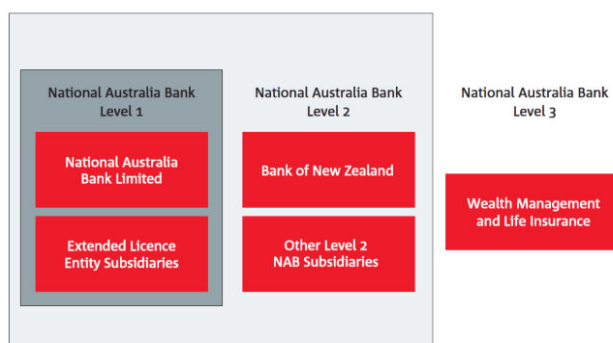 National Australia Bank
Level 1
National Australia
Bank Limited
Extended Licence
Entity Subsidiaries
National Australia Bank
Level 2
Bank of New Zealand
Other Level 2
NAB Subsidiaries
National Australia Bank
Level 3
Wealth Management
and Life Insurance